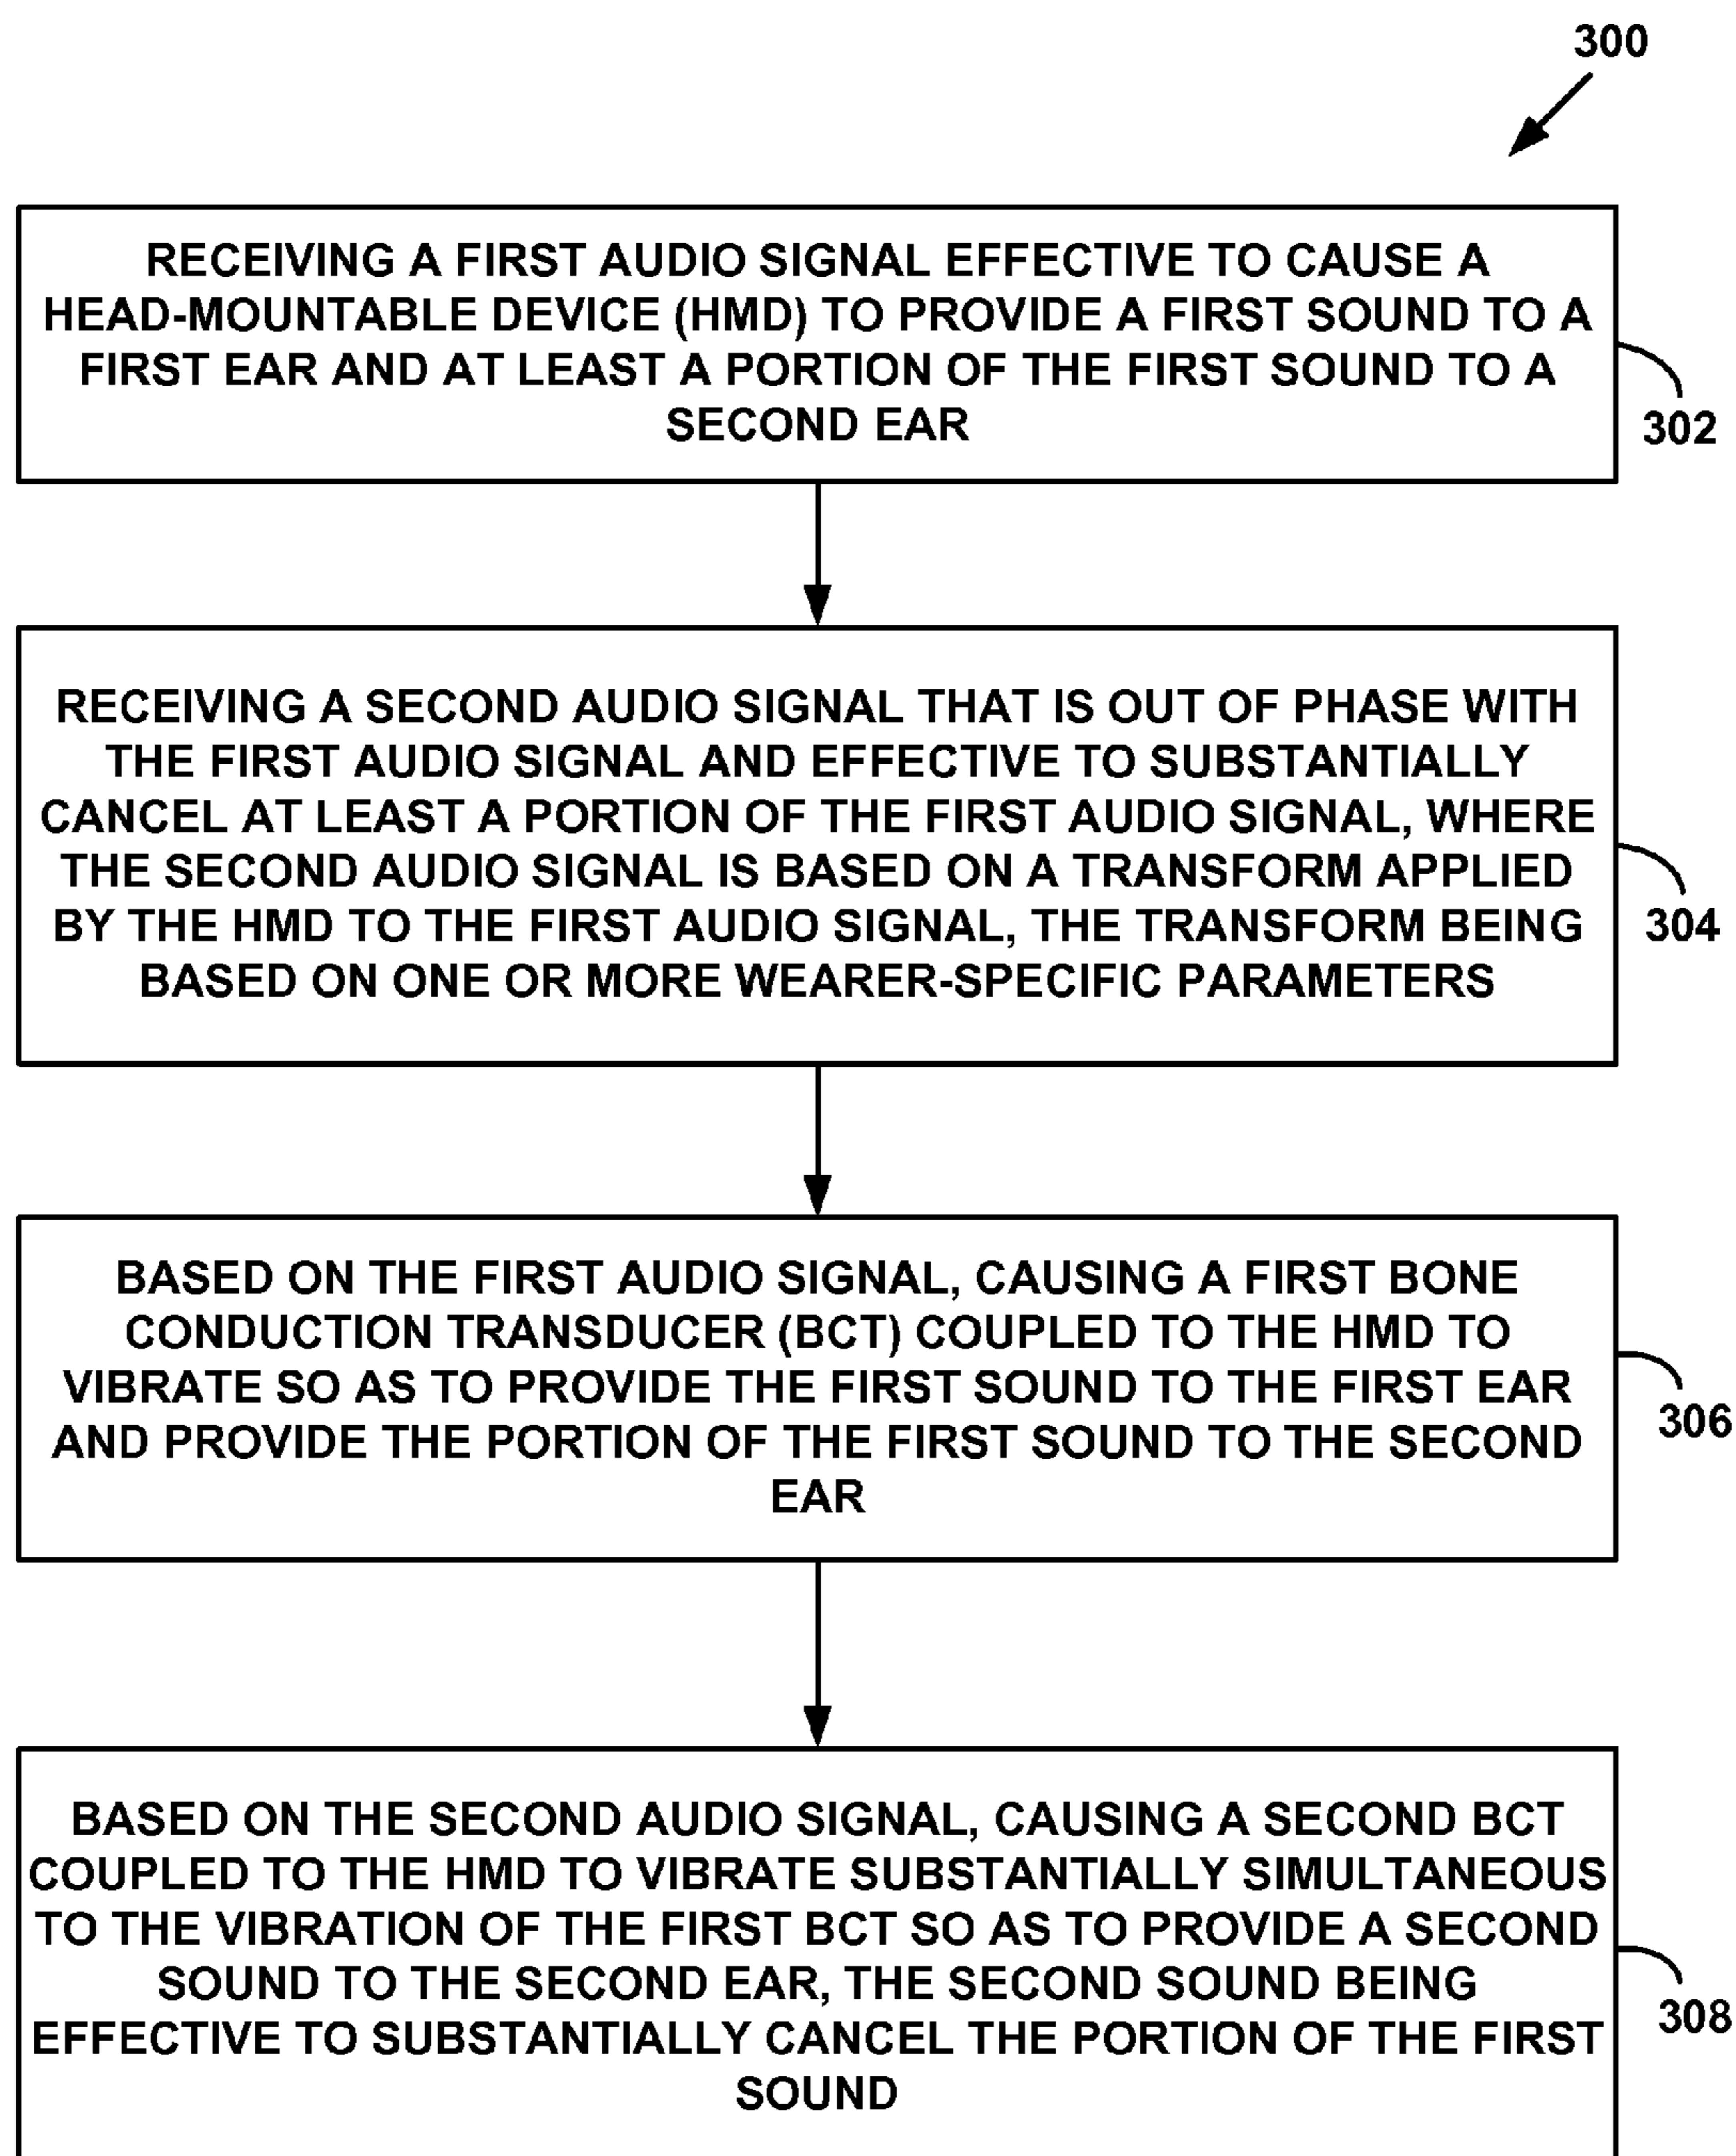 300
RECEIVING A FIRST AUDIO SIGNAL EFFECTIVE TO CAUSE A
HEAD-MOUNTABLE DEVICE (HMD) TO PROVIDE A FIRST SOUND TO A
FIRST EAR AND AT LEAST A PORTION OF THE FIRST SOUND TO A
SECOND EAR
302
RECEIVING A SECOND AUDIO SIGNAL THAT IS OUT OF PHASE WITH
THE FIRST AUDIO SIGNAL AND EFFECTIVE TO SUBSTANTIALLY
CANCEL AT LEAST A PORTION OF THE FIRST AUDIO SIGNAL, WHERE
THE SECOND AUDIO SIGNAL IS BASED ON A TRANSFORM APPLIED
BY THE HMD TO THE FIRST AUDIO SIGNAL, THE TRANSFORM BEING
BASED ON ONE OR MORE WEARER-SPECIFIC PARAMETERS
304
BASED ON THE FIRST AUDIO SIGNAL, CAUSING A FIRST BONE
CONDUCTION TRANSDUCER (BCT) COUPLED TO THE HMD TO
VIBRATE SO AS TO PROVIDE THE FIRST SOUND TO THE FIRST EAR
AND PROVIDE THE PORTION OF THE FIRST SOUND TO THE SECOND
EAR
306
BASED ON THE SECOND AUDIO SIGNAL, CAUSING A SECOND BCT
COUPLED TO THE HMD TO VIBRATE SUBSTANTIALLY SIMULTANEOUS
TO THE VIBRATION OF THE FIRST BCT SO AS TO PROVIDE A SECOND
SOUND TO THE SECOND EAR, THE SECOND SOUND BEING
EFFECTIVE TO SUBSTANTIALLY CANCEL THE PORTION OF THE FIRST
SOUND
308